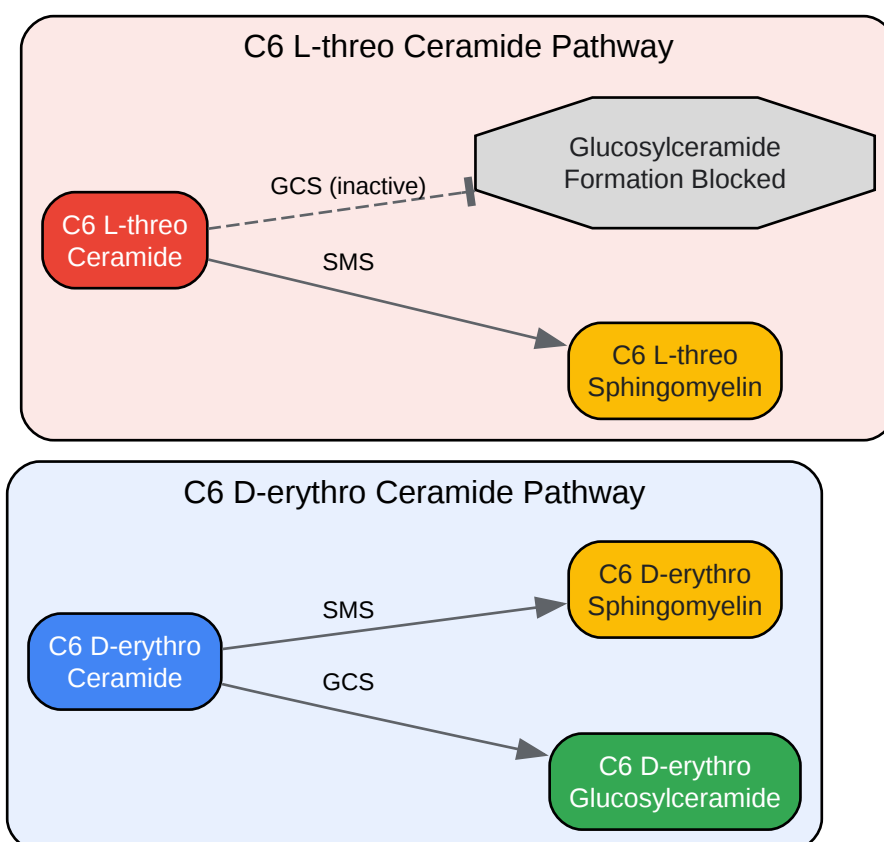 C6 L-threo Ceramide Pathway
Glucosylceramide
Formation Blocked
GCS (inactive)
C6 L-threo
Ceramide
SMS
C6 L-threo
Sphingomyelin
C6 D-erythro Ceramide Pathway
C6 D-erythro
Sphingomyelin
SMS
C6 D-erythro
Ceramide
GCS
C6 D-erythro
Glucosylceramide